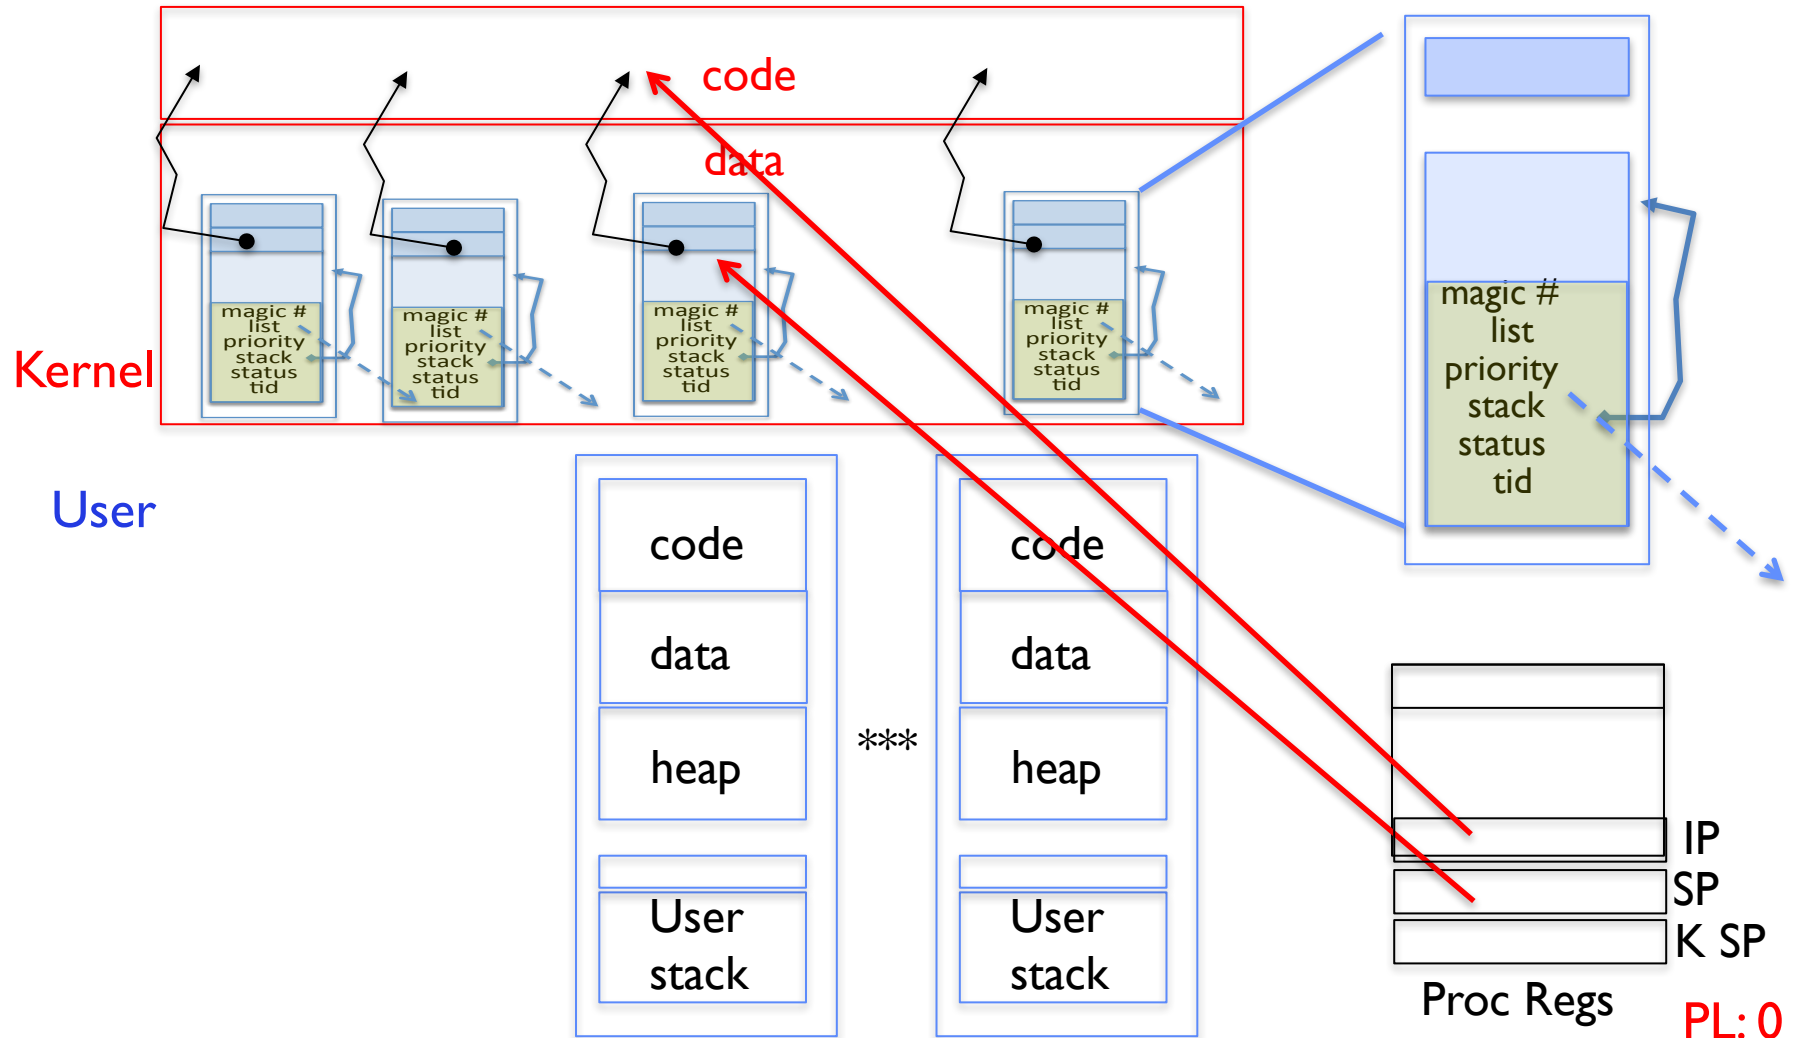 code
data
magic #
list
priority
stack
status
tid
magic #
list
priority
stack
status
tid
magic #
list
priority
stack
status
tid
magic #
list
priority
stack
status
tid
magic #
list
priority
stack
status
tid
Kernel
User
code
data
heap
User
stack
***
code
data
heap
User
stack
IP
SP
K SP
Proc Regs
PL: 0